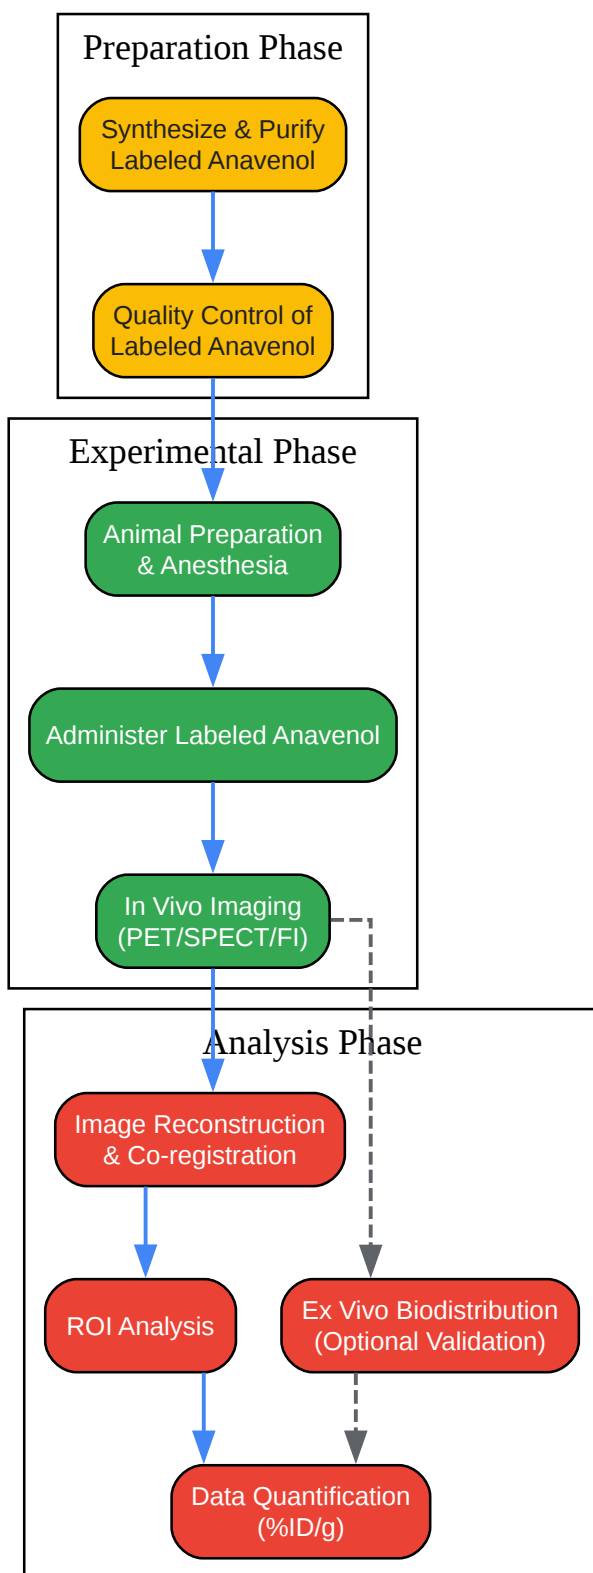 Preparation Phase
Synthesize & Purify
Labeled Anavenol
Quality Control of
Labeled Anavenol
Experimental Phase
Animal Preparation
& Anesthesia
Administer Labeled Anavenol
In Vivo Imaging
(PET/SPECT/FI)
Analysis Phase
Image Reconstruction
& Co-registration
ROI Analysis
Ex Vivo Biodistribution
(Optional Validation)
Data Quantification
(%ID/g)